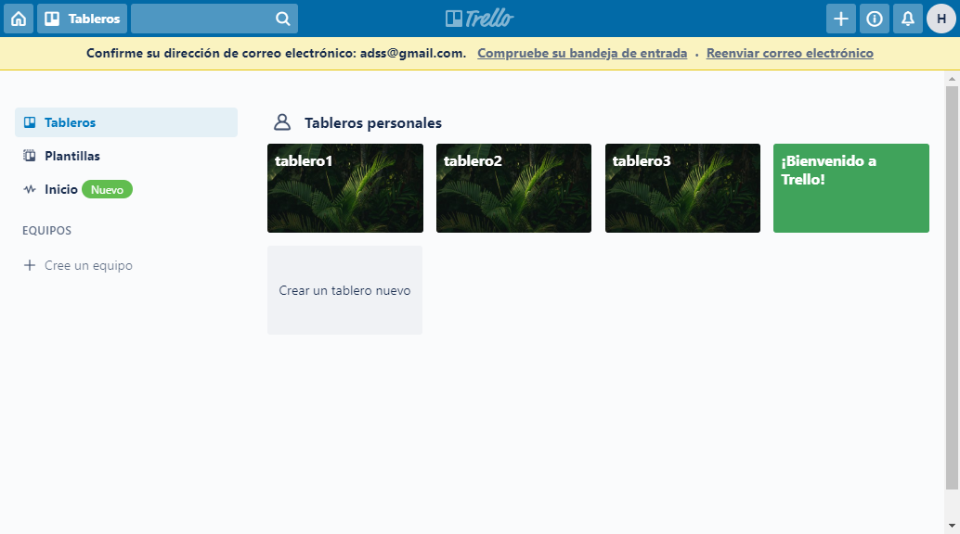 Tableros
Trello
H
Confirme su dirección de correo electrónico: adss@gmail.com. Compruebe su bandeja de entrada · Reenviar correo electrónico
Tableros
Plantillas
Inicio Nuevo
EQUIPOS
Cree un equipo
Tableros personales
tablero1
tablero2
tablero3
¡Bienvenido a
Trello!
Crear un tablero nuevo